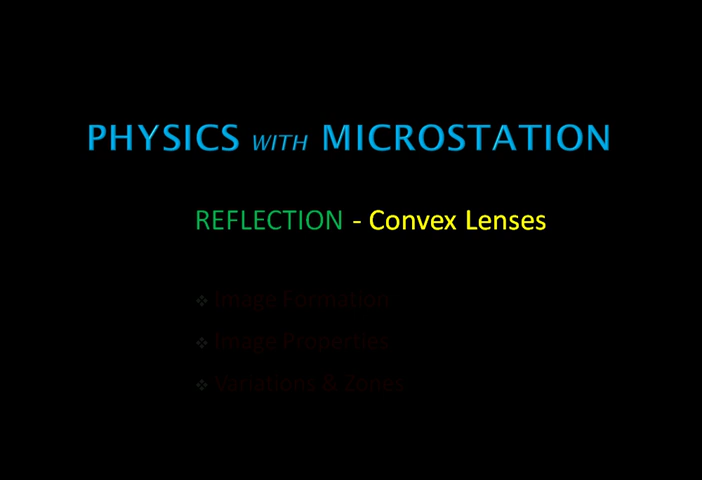 PHYSICS WITH MICROSTATION
REFLECTION - Convex Lenses
❖ Image Formation
❖ Image Properties
❖ Variations & Zones